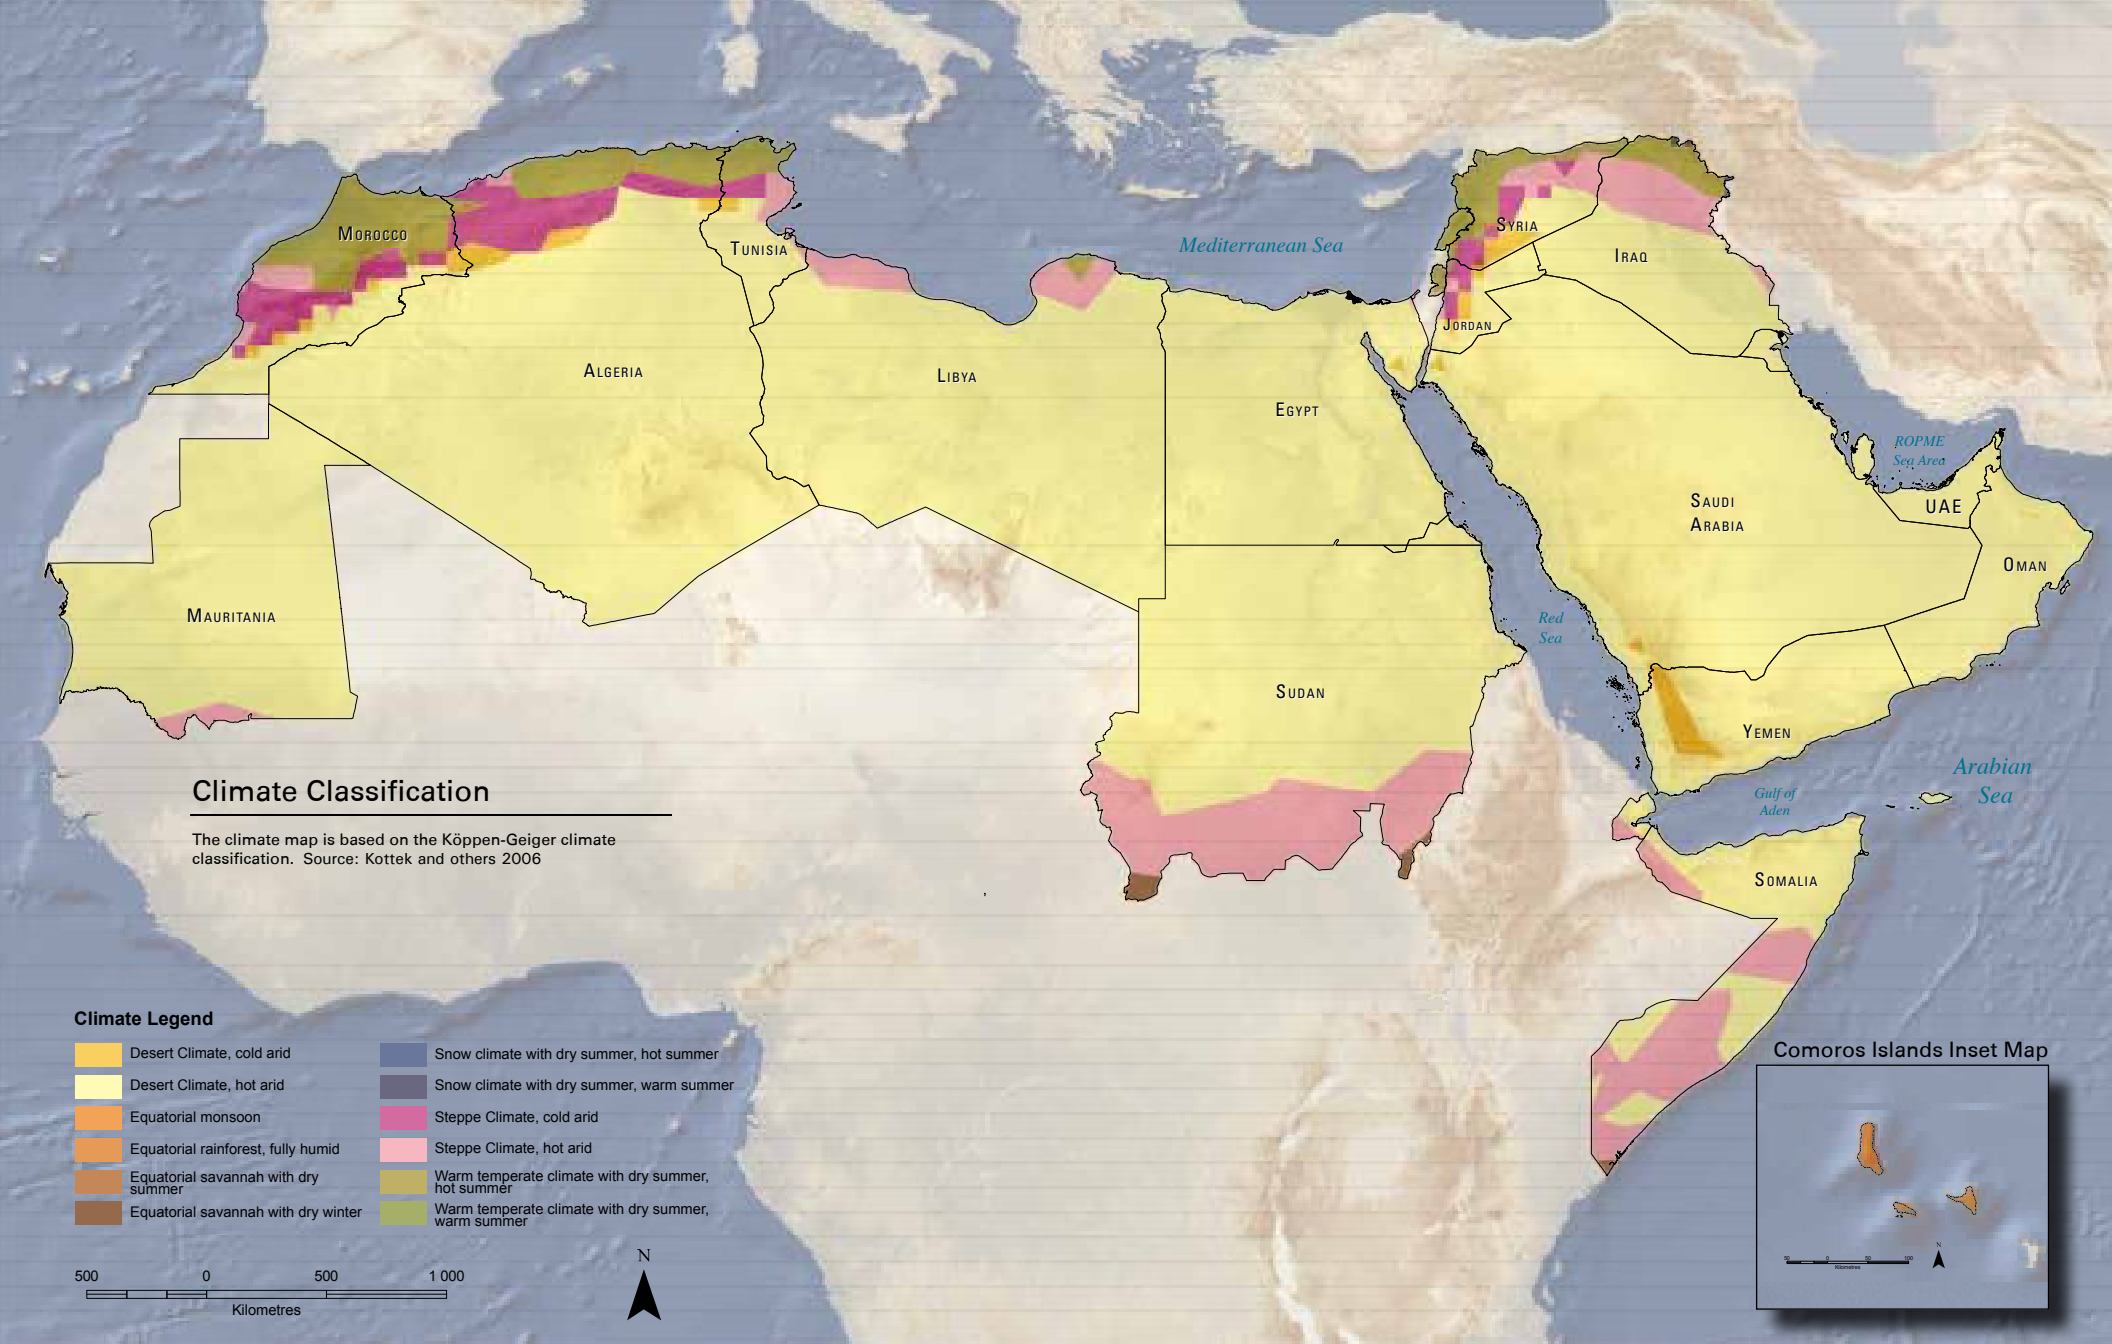 Morocco
Tunisia
Algeria
Libya
Egypt
Mauritania
Sudan
Syria
Iraq
Jordan
Saudi
Arabia
UAE
Oman
Yemen
Somalia
Mediterranean Sea
ROPME
Sea Area
Red
Sea
Gulf of
Aden
Arabian
Sea
Climate Classification
The climate map is based on the Köppen-Geiger climate
classification. Source: Kottek and others 2006
Climate Legend
Desert Climate, cold arid
Desert Climate, hot arid
Equatorial monsoon
Equatorial rainforest, fully humid
Equatorial savannah with dry
summer
Equatorial savannah with dry winter
Snow climate with dry summer, hot summer
Snow climate with dry summer, warm summer
Steppe Climate, cold arid
Steppe Climate, hot arid
Warm temperate climate with dry summer,
hot summer
Warm temperate climate with dry summer,
warm summer
500 0 500 1 000
Kilometres
N
Comoros Islands Inset Map
50 0 50 100
Kilometres
N